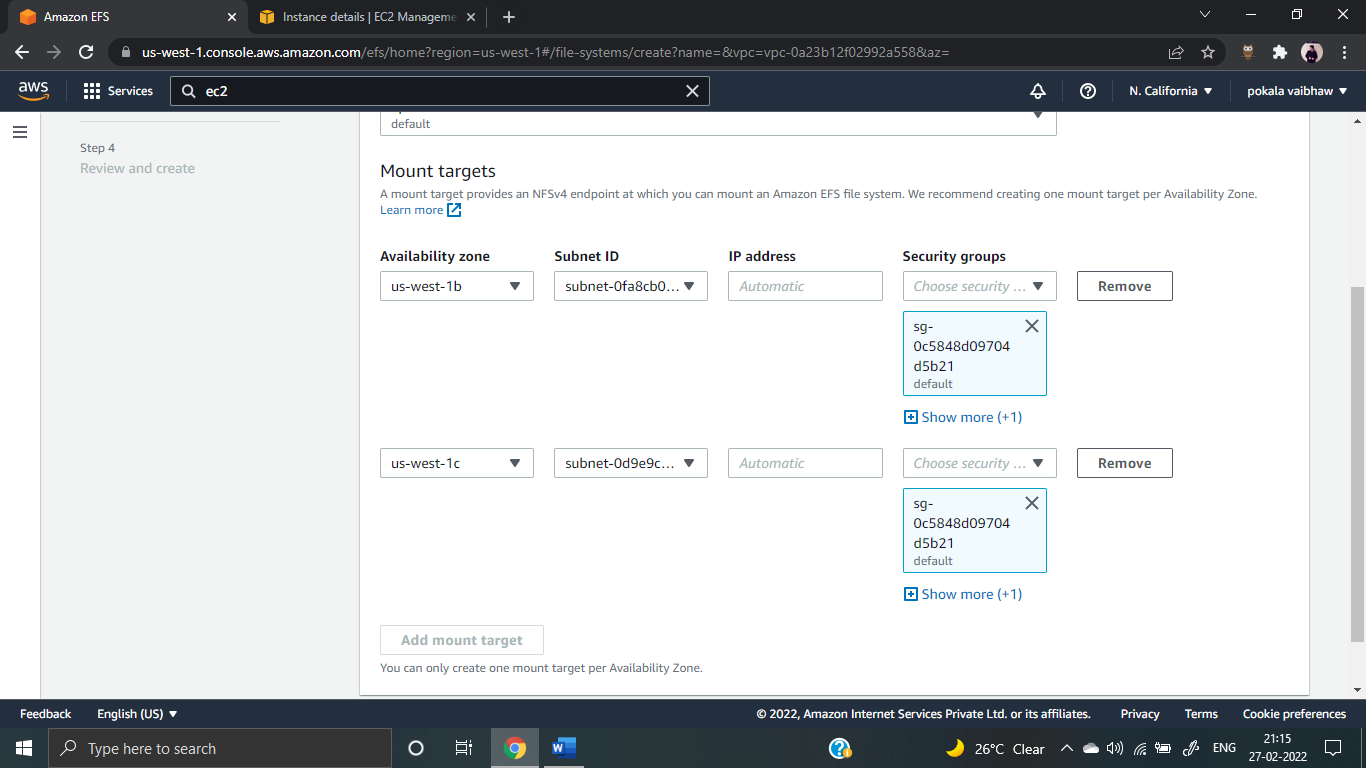 Amazon EFS
Instance details | EC2 Manageme
us-west-1.console.aws.amazon.com/efs/home?region=us-west-1#/file-systems/create?name=&vpc=vpc-0a23b12f02992a558&az=
aws
Services
ec2
N. California
pokala vaibhaw
default
Step 4
Review and create
Mount targets
A mount target provides an NFSv4 endpoint at which you can mount an Amazon EFS file system. We recommend creating one mount target per Availability Zone.
Learn more
Availability zone Subnet ID IP address Security groups
us-west-1b subnet-0fa8cb0... Automatic Choose security ... Remove
sg-
0c5848d09704
d5b21
default
Show more (+1)
us-west-1c subnet-0d9e9c... Automatic Choose security ... Remove
sg-
0c5848d09704
d5b21
default
Show more (+1)
Add mount target
You can only create one mount target per Availability Zone.
Feedback English (US) © 2022, Amazon Internet Services Private Ltd. or its affiliates. Privacy Terms Cookie preferences
Type here to search
26°C Clear
ENG
21:15
27-02-2022